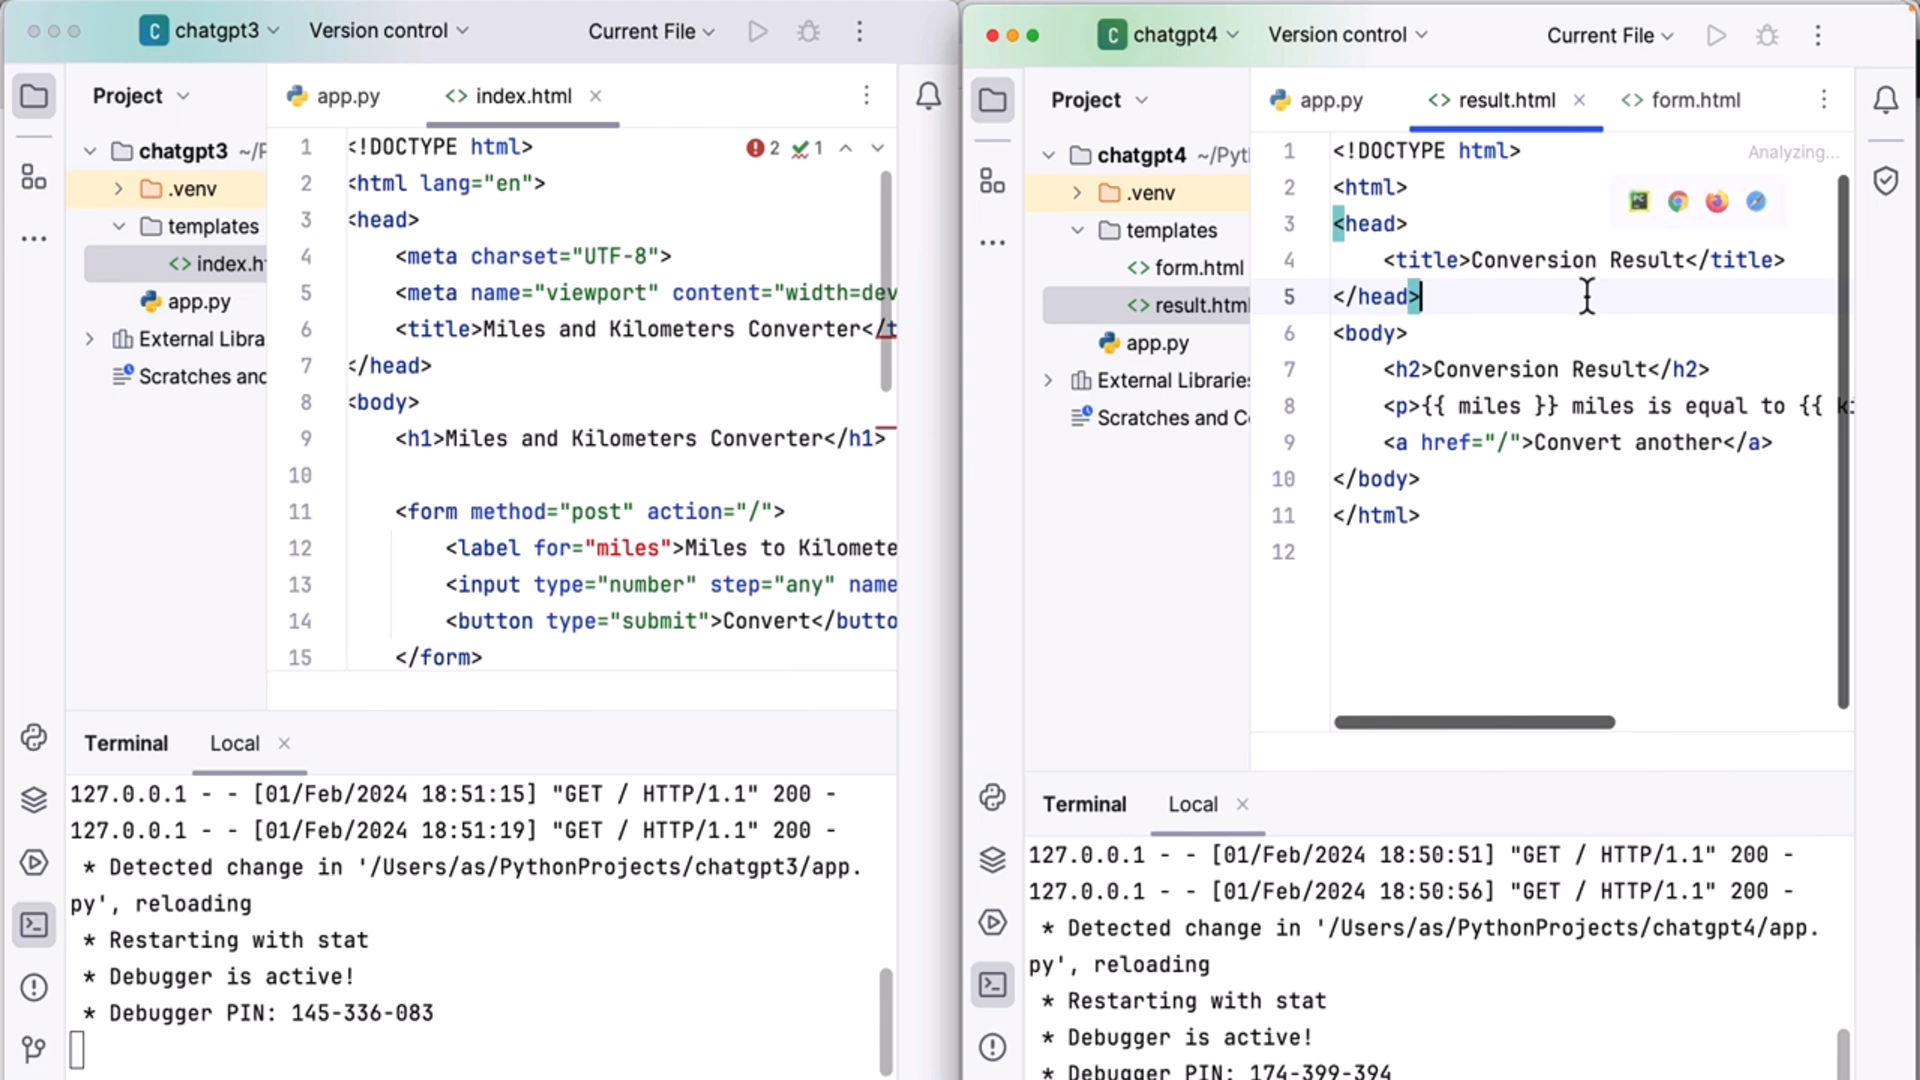 C chatgpt3 Version control Current File
Project app.py index.html
chatgpt3 ~/P
.venv
templates
index.h
app.py
External Libra
Scratches and
2 1
1 <!DOCTYPE html>
2 <html lang="en">
3 <head>
4 <meta charset="UTF-8">
5 <meta name="viewport" content="width=dev
6 <title>Miles and Kilometers Converter</t
7 </head>
8 <body>
9 <h1>Miles and Kilometers Converter</h1>
10
11 <form method="post" action="/">
12 <label for="miles">Miles to Kilomete
13 <input type="number" step="any" name
14 <button type="submit">Convert</butto
15 </form>
Terminal Local
127.0.0.1 - - [01/Feb/2024 18:51:15] "GET / HTTP/1.1" 200 -
127.0.0.1 - - [01/Feb/2024 18:51:19] "GET / HTTP/1.1" 200 -
* Detected change in '/Users/as/PythonProjects/chatgpt3/app.
py', reloading
* Restarting with stat
* Debugger is active!
* Debugger PIN: 145-336-083
C chatgpt4 Version control Current File
Project app.py result.html form.html
chatgpt4 ~/Pyt
.venv
templates
form.html
result.html
app.py
External Libraries
Scratches and Co
Analyzing...
1 <!DOCTYPE html>
2 <html>
3 <head>
4 <title>Conversion Result</title>
5 </head>
6 <body>
7 <h2>Conversion Result</h2>
8 <p>{{ miles }} miles is equal to {{ ki
9 <a href="/">Convert another</a>
10 </body>
11 </html>
12
Terminal Local
127.0.0.1 - - [01/Feb/2024 18:50:51] "GET / HTTP/1.1" 200 -
127.0.0.1 - - [01/Feb/2024 18:50:56] "GET / HTTP/1.1" 200 -
* Detected change in '/Users/as/PythonProjects/chatgpt4/app.
py', reloading
* Restarting with stat
* Debugger is active!
* Debugger PIN: 174-399-394